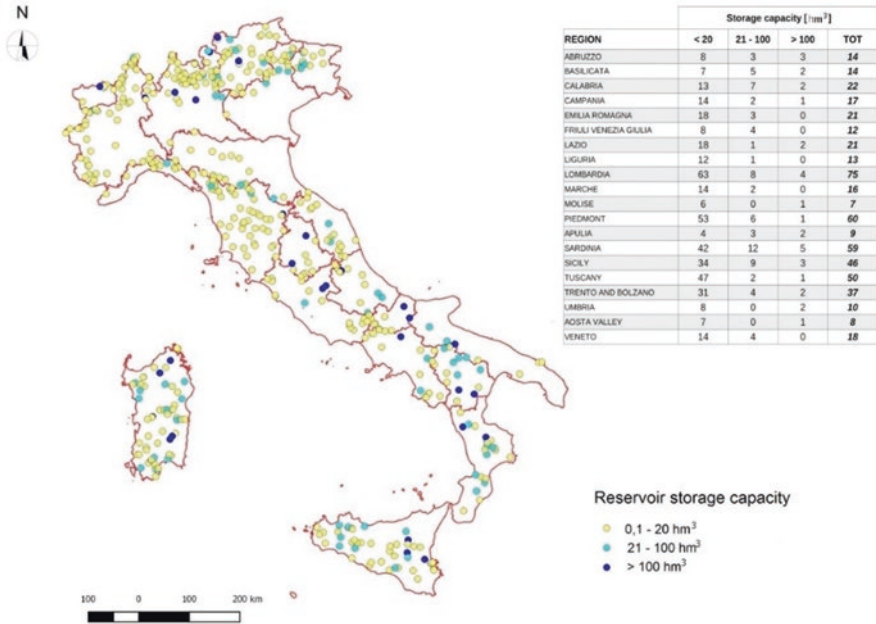 N
Storage capacity [hm³]
REGION < 20 21 - 100 > 100 TOT
ABRUZZO 8 3 3 14
BASILICATA 7 5 2 14
CALABRIA 13 7 2 22
CAMPANIA 14 2 1 17
EMILIA ROMAGNA 18 3 0 21
FRIULI VENEZIA GIULIA 8 4 0 12
LAZIO 18 1 2 21
LIGURIA 12 1 0 13
LOMBARDIA 63 8 4 75
MARCHE 14 2 0 16
MOLISE 6 0 1 7
PIEDMONT 53 6 1 60
APULIA 4 3 2 9
SARDINIA 42 12 5 59
SICILY 34 9 3 46
TUSCANY 47 2 1 50
TRENTO AND BOLZANO 31 4 2 37
UMBRIA 8 0 2 10
AOSTA VALLEY 7 0 1 8
VENETO 14 4 0 18
Reservoir storage capacity
0,1 - 20 hm³
21 - 100 hm³
> 100 hm³
100 0 100 200 km